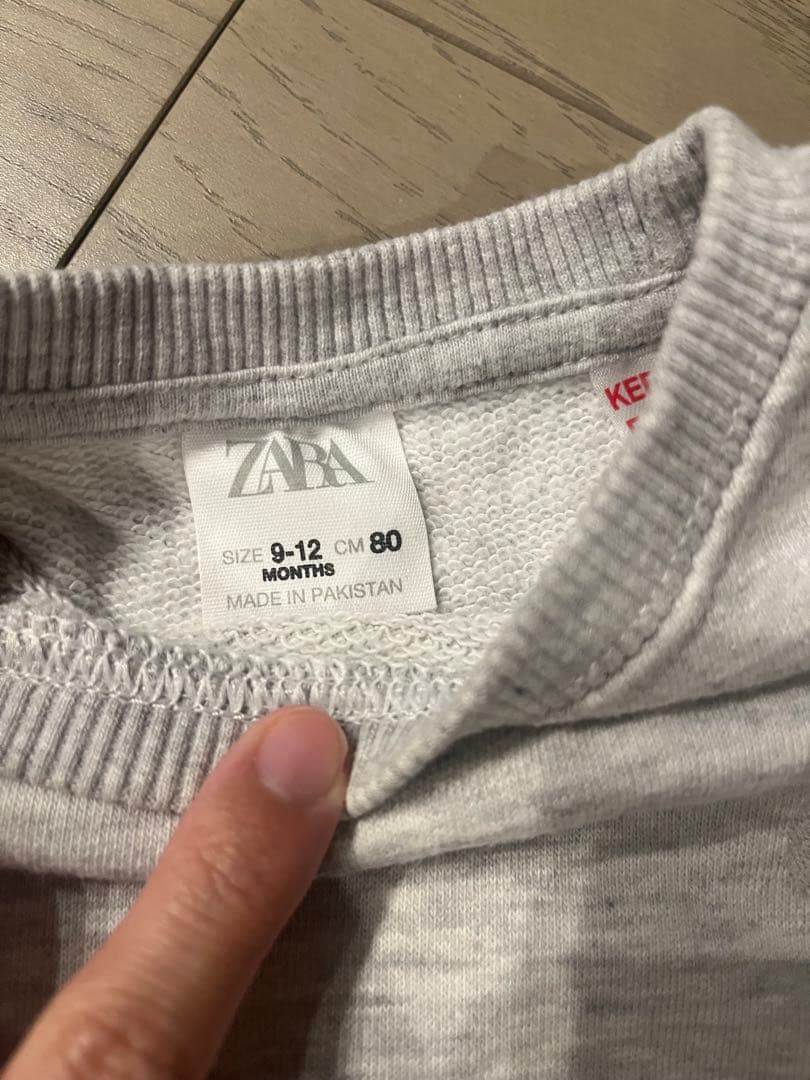 ZARA
SIZE 9-12 CM 80
MONTHS
MADE IN PAKISTAN